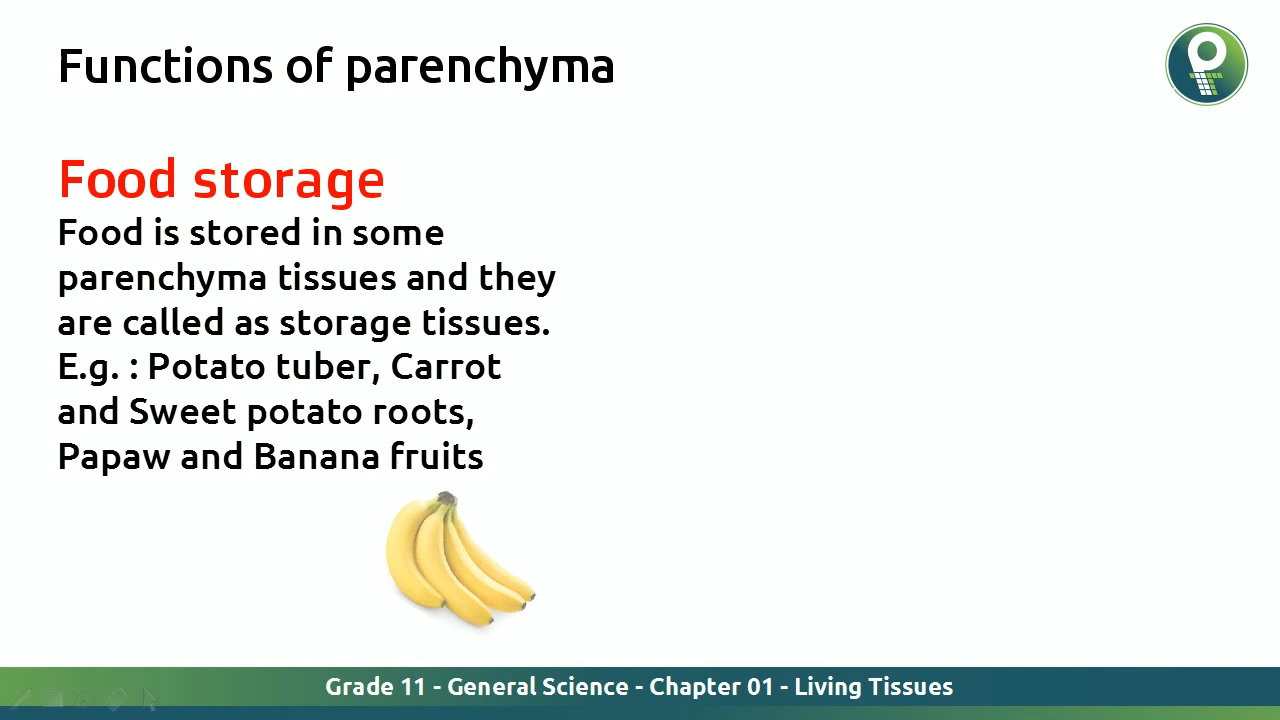 Functions of parenchyma
Food storage
Food is stored in some
parenchyma tissues and they
are called as storage tissues.
E.g. : Potato tuber, Carrot
and Sweet potato roots,
Papaw and Banana fruits
Grade 11 - General Science - Chapter 01 - Living Tissues